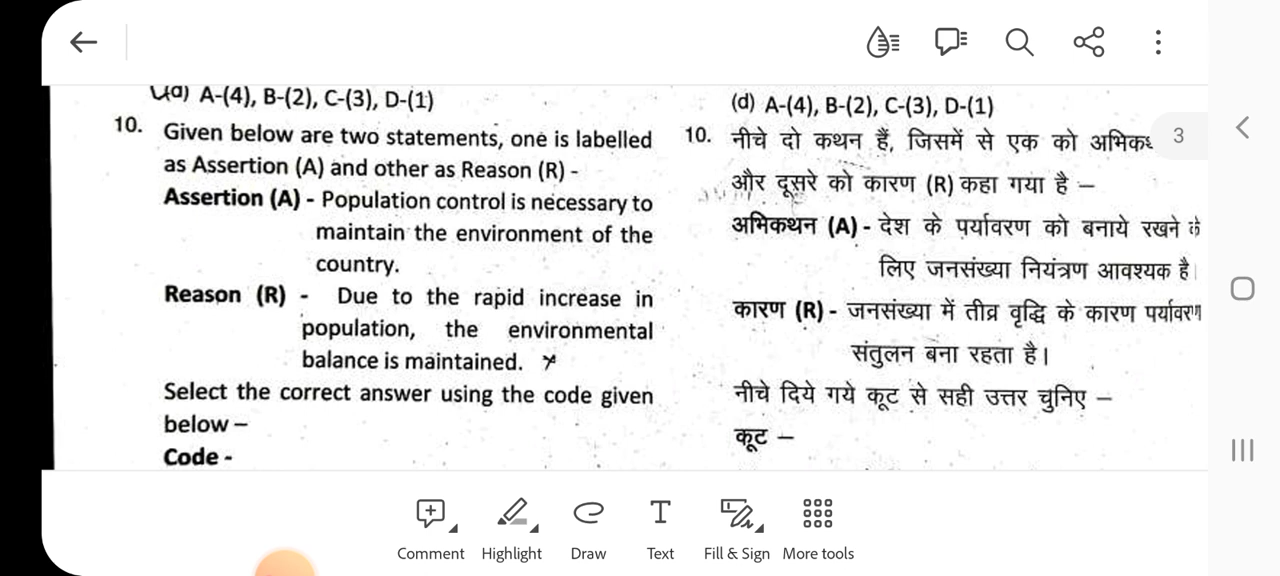 (d) A-(4), B-(2), C-(3), D-(1)
10. Given below are two statements, one is labelled
as Assertion (A) and other as Reason (R) -
Assertion (A) - Population control is necessary to
maintain the environment of the
country.
Reason (R) - Due to the rapid increase in
population, the environmental
balance is maintained.
Select the correct answer using the code given
below –
Code -
(d) A-(4), B-(2), C-(3), D-(1)
10. नीचे दो कथन हैं, जिसमें से एक को
और दूसरे को कारण (R) कहा गया है –
अभिकथन (A) - देश के पर्यावरण को बनाये रखने के
लिए जनसंख्या नियंत्रण आवश्यक है
कारण (R) - जनसंख्या में तीव्र वृद्धि के कारण पर्यावरण
संतुलन बना रहता है।
नीचे दिये गये कूट से सही उत्तर चुनिए –
कूट –
3
Comment
Highlight
Draw
Text
Fill & Sign
More tools